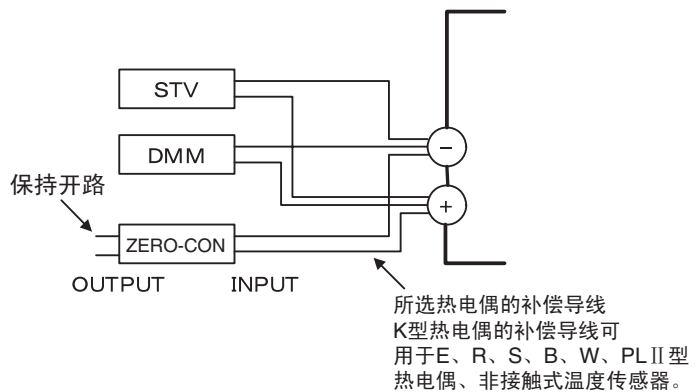 STV
DMM
保持开路
ZERO-CON
OUTPUT
INPUT
−
+
所选热电偶的补偿导线
K型热电偶的补偿导线可
用于E、R、S、B、W、PLⅡ型
热电偶、非接触式温度传感器。